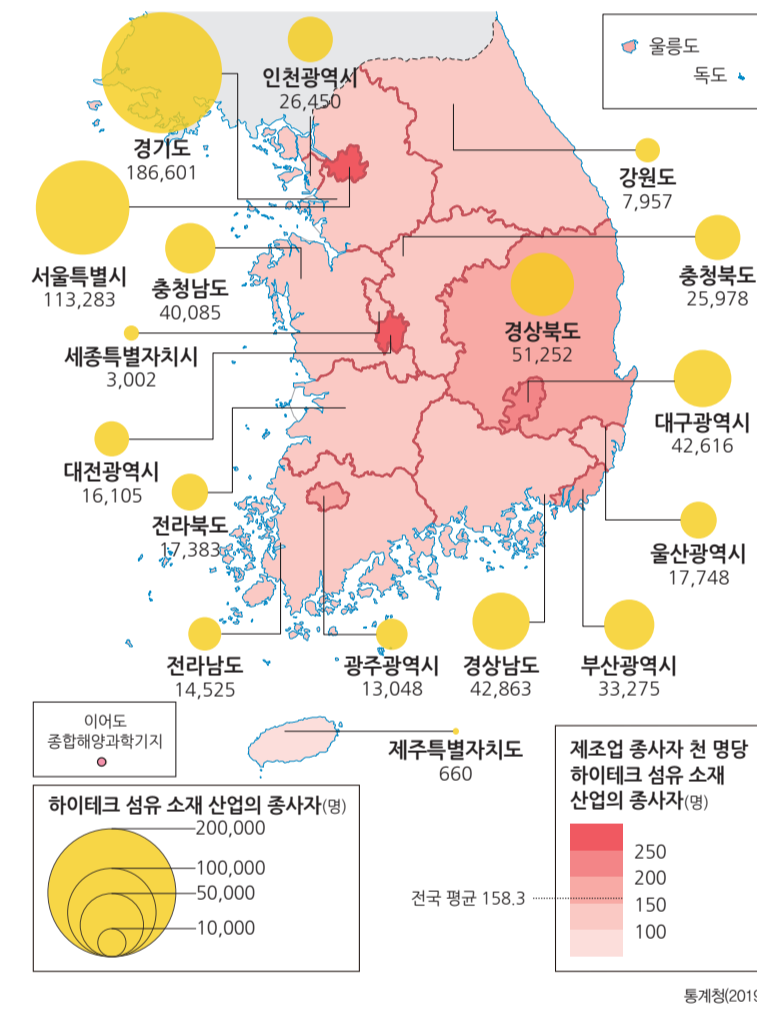 울릉도
독도
인천광역시
26,450
경기도
186,601
강원도
7,957
서울특별시
113,283
충청남도
40,085
충청북도
25,978
경상북도
51,252
세종특별자치시
3,002
대구광역시
42,616
대전광역시
16,105
전라북도
17,383
울산광역시
17,748
전라남도
14,525
광주광역시
13,048
경상남도
42,863
부산광역시
33,275
이어도
종합해양과학기지
제주특별자치도
660
하이테크 섬유 소재 산업의 종사자(명)
200,000
100,000
50,000
10,000
제조업 종사자 천 명당
하이테크 섬유 소재
산업의 종사자(명)
250
200
전국 평균 158.3
150
100
통계청(2019